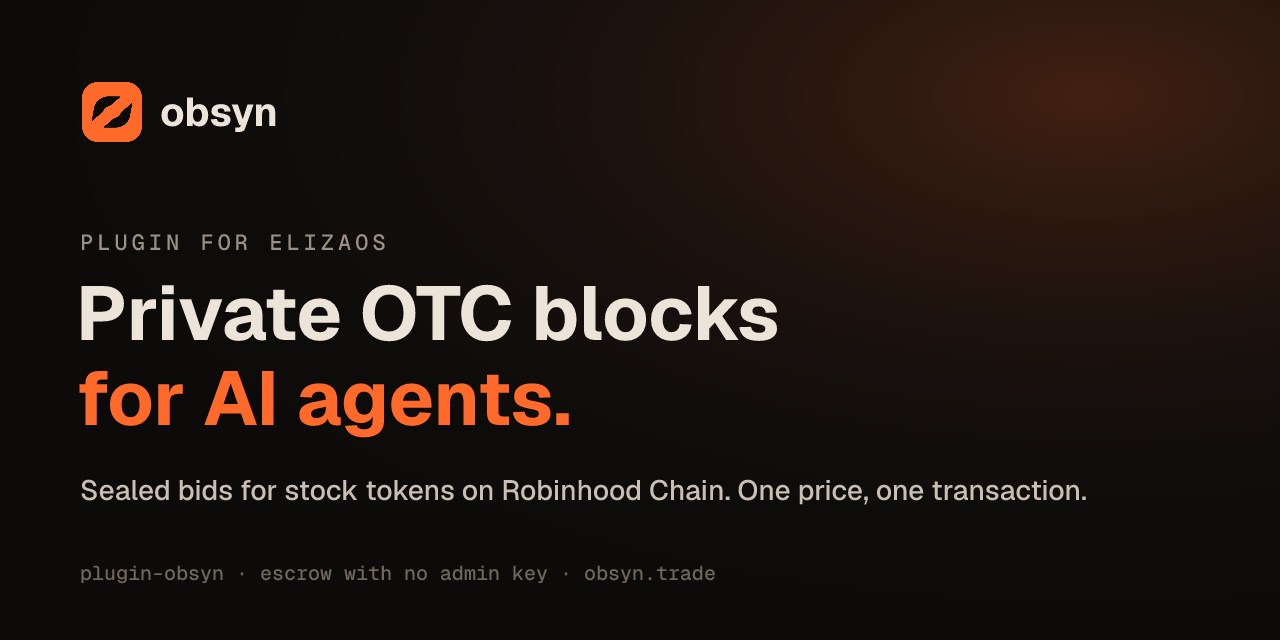 obsyn
PLUGIN FOR ELIZAOS
Private OTC blocks
for AI agents.
Sealed bids for stock tokens on Robinhood Chain. One price, one transaction.
plugin-obsyn · escrow with no admin key · obsyn.trade